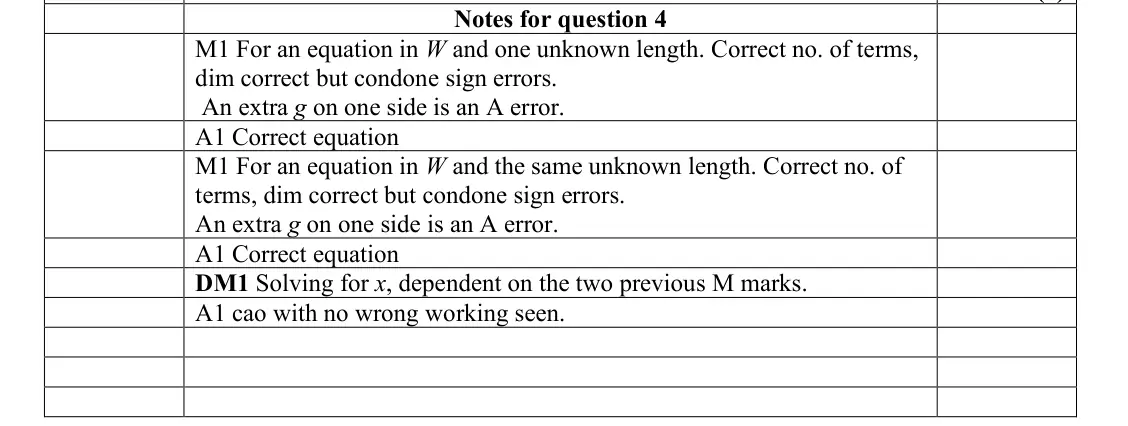 Notes for question 4
M1 For an equation in W and one unknown length. Correct no. of terms,
dim correct but condone sign errors.
An extra g on one side is an A error.
A1 Correct equation
M1 For an equation in W and the same unknown length. Correct no. of
terms, dim correct but condone sign errors.
An extra g on one side is an A error.
A1 Correct equation
DM1 Solving for x, dependent on the two previous M marks.
A1 cao with no wrong working seen.